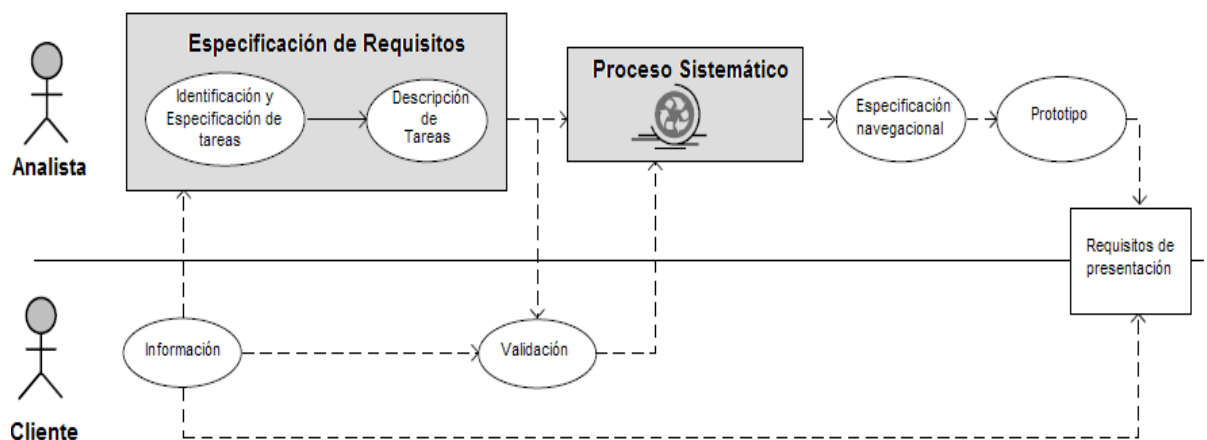 Especificación de Requisitos
Identificación y
Especificación de
tareas
Descripción
de
Tareas
Proceso Sistemático
Especificación
navegacional
Prototipo
Analista
Requisitos de
presentación
Información
Validación
Cliente